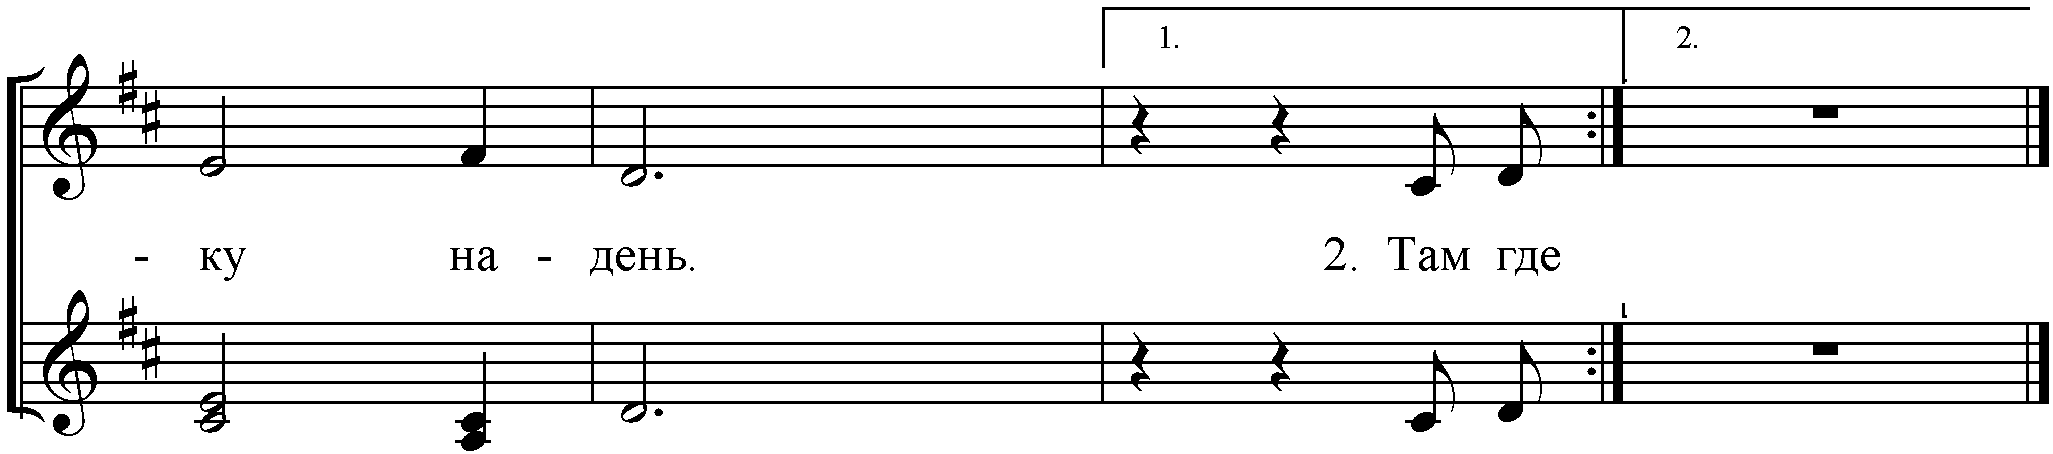 1. 2.
- ку на - день. 2. Там где